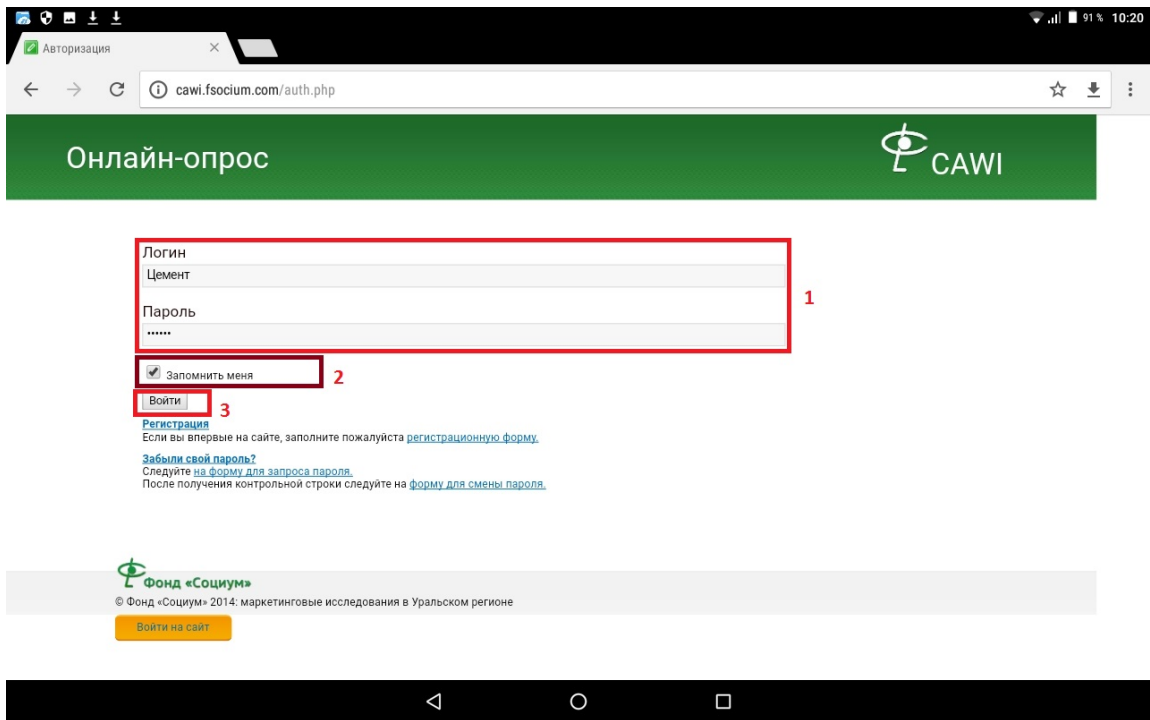 91 % 10:20
Авторизация
cawi.fsocium.com/auth.php
Онлайн-опрос
CAWI
Логин
Цемент
1
Пароль
••••••
Запомнить меня
2
Войти
3
Регистрация
Если вы впервые на сайте, заполните пожалуйста регистрационную форму.
Забыли свой пароль?
Следуйте на форму для запроса пароля.
После получения контрольной строки следуйте на форму для смены пароля.
Фонд «Социум»
© Фонд «Социум» 2014: маркетинговые исследования в Уральском регионе
Войти на сайт